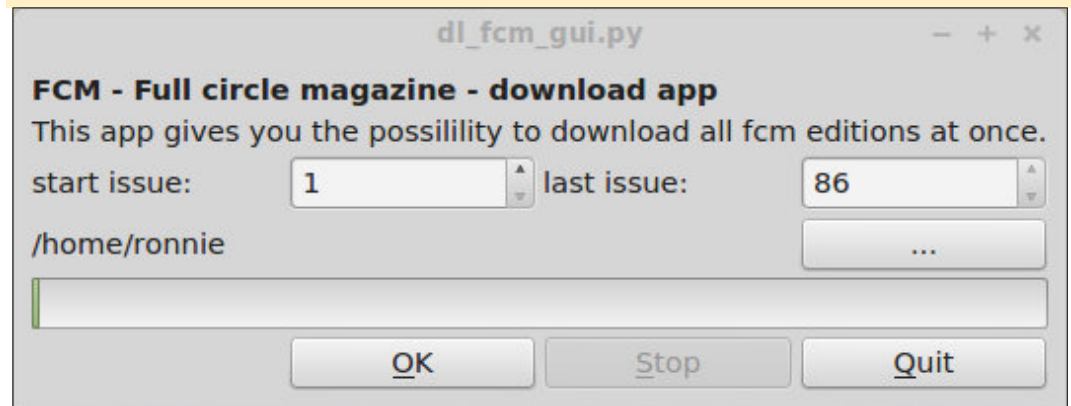 dl_fcm_gui.py
FCM - Full circle magazine - download app
This app gives you the possilility to download all fcm editions at once.
start issue: 1 last issue: 86
/home/ronnie ...
OK Stop Quit